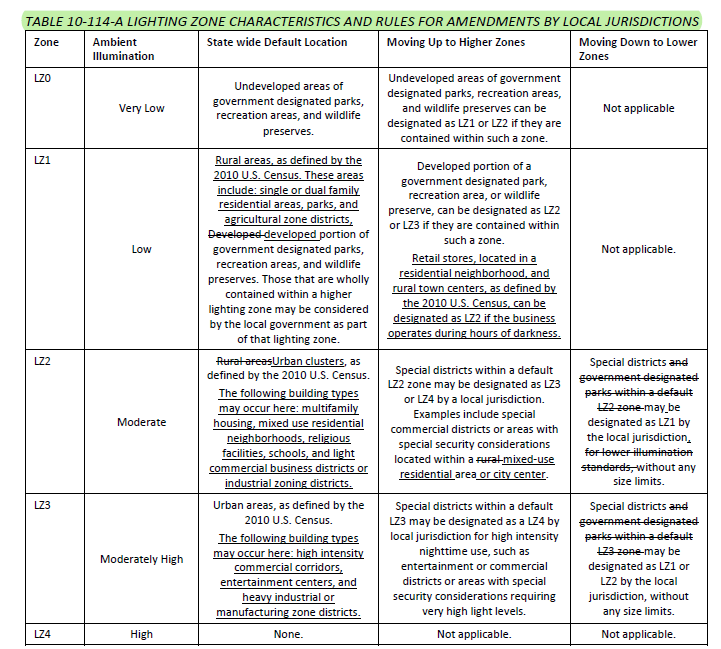 TABLE 10-114-A LIGHTING ZONE CHARACTERISTICS AND RULES FOR AMENDMENTS BY LOCAL JURISDICTIONS
Zone
Ambient
Illumination
State wide Default Location
Moving Up to Higher Zones
Moving Down to Lower
Zones
LZ0
Very Low
Undeveloped areas of
government designated parks,
recreation areas, and wildlife
preserves.
Undeveloped areas of government
designated parks, recreation areas,
and wildlife preserves can be
designated as LZ1 or LZ2 if they are
contained within such a zone.
Not applicable
LZ1
Low
Rural areas, as defined by the
2010 U.S. Census. These areas
include: single or dual family
residential areas, parks, and
agricultural zone districts,
Developed developed portion of
government designated parks,
recreation areas, and wildlife
preserves. Those that are wholly
contained within a higher
lighting zone may be considered
by the local government as part
of that lighting zone.
Developed portion of a
government designated park,
recreation area, or wildlife
preserve, can be designated as LZ2
or LZ3 if they are contained within
such a zone.
Retail stores, located in a
residential neighborhood, and
rural town centers, as defined by
the 2010 U.S. Census, can be
designated as LZ2 if the business
operates during hours of darkness.
Not applicable.
LZ2
Moderate
Rural areasUrban clusters, as
defined by the 2010 U.S. Census.
The following building types
may occur here: multifamily
housing, mixed use residential
neighborhoods, religious
facilities, schools, and light
commercial business districts or
industrial zoning districts.
Special districts within a default
LZ2 zone may be designated as LZ3
or LZ4 by a local jurisdiction.
Examples include special
commercial districts or areas with
special security considerations
located within a rural mixed-use
residential area or city center.
Special districts and
government designated
parks within a default
LZ2 zone may be
designated as LZ1 by
the local jurisdiction,
for lower illumination
standards, without any
size limits.
LZ3
Moderately High
Urban areas, as defined by the
2010 U.S. Census.
The following building types
may occur here: high intensity
commercial corridors,
entertainment centers, and
heavy industrial or
manufacturing zone districts.
Special districts within a default
LZ3 may be designated as a LZ4 by
local jurisdiction for high intensity
nighttime use, such as
entertainment or commercial
districts or areas with special
security considerations requiring
very high light levels.
Special districts and
government designated
parks within a default
LZ3 zone may be
designated as LZ1 or
LZ2 by the local
jurisdiction, without
any size limits.
LZ4
High
None.
Not applicable.
Not applicable.